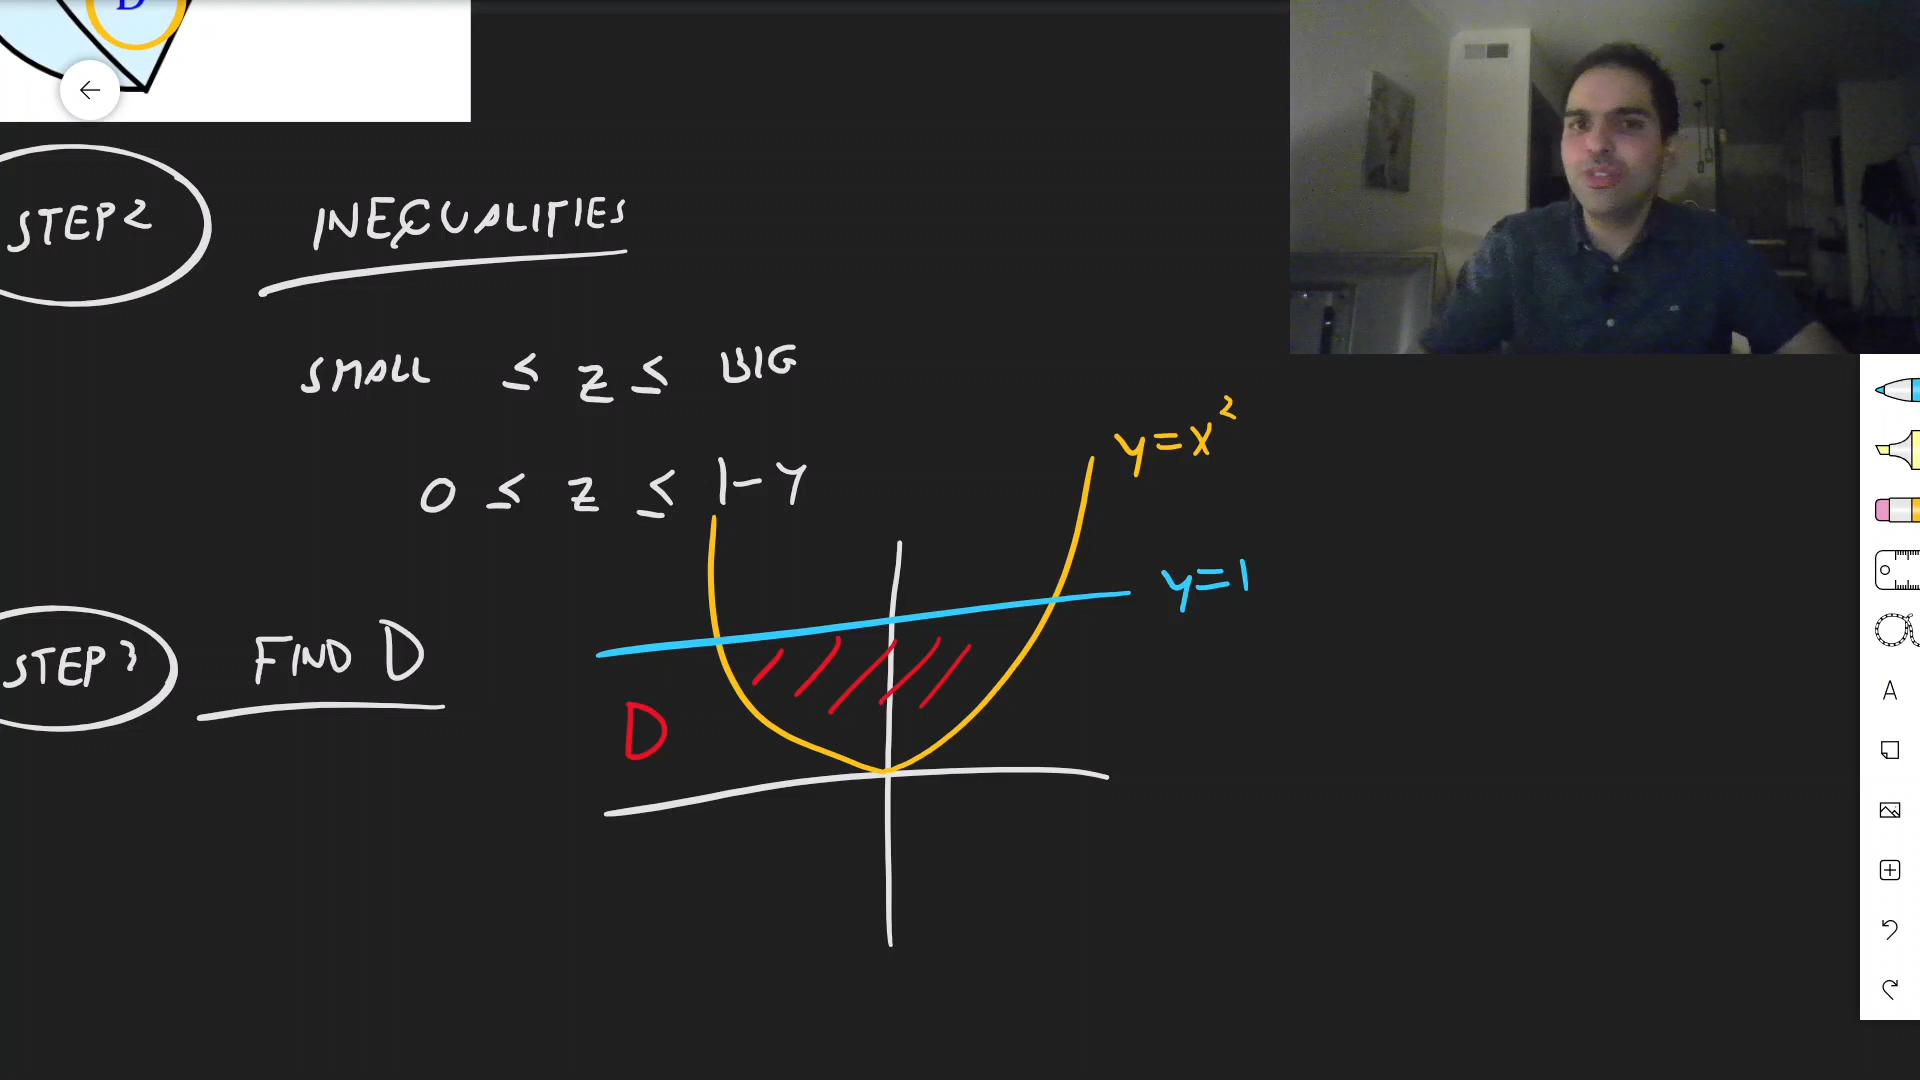 D
STEP 2 INEQUALITIES
SMALL ≤ z ≤ BIG
y=x²
0 ≤ z ≤ 1-y
y=1
STEP 3 FIND D
D
A